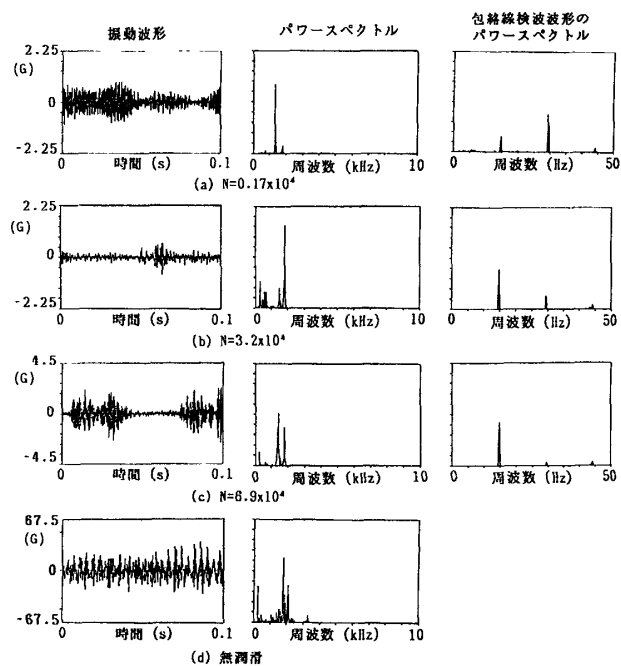 振動波形
パワースペクトル
包絡線検波波形の
パワースペクトル
2.25
(G)
0
-2.25
0
時間 (s)
0.1
0
周波数 (kHz)
10
0
周波数 (Hz)
50
(a) N=0.17x10⁴
2.25
(G)
0
-2.25
0
時間 (s)
0.1
0
周波数 (kHz)
10
0
周波数 (Hz)
50
(b) N=3.2x10⁴
4.5
(G)
0
-4.5
0
時間 (s)
0.1
0
周波数 (kHz)
10
0
周波数 (Hz)
50
(c) N=6.9x10⁴
67.5
(G)
0
-67.5
0
時間 (s)
0.1
0
周波数 (kHz)
10
(d) 無潤滑